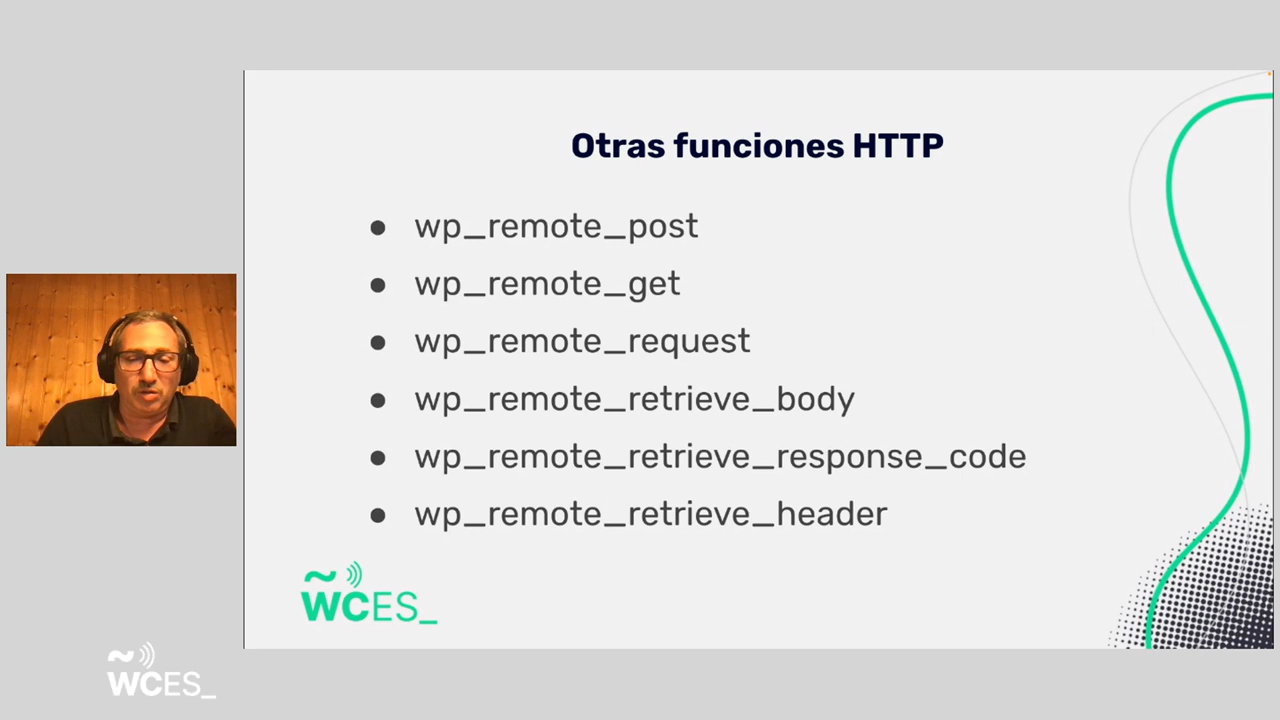 Otras funciones HTTP
● wp_remote_post
● wp_remote_get
● wp_remote_request
● wp_remote_retrieve_body
● wp_remote_retrieve_response_code
● wp_remote_retrieve_header
WCES_
WCES_